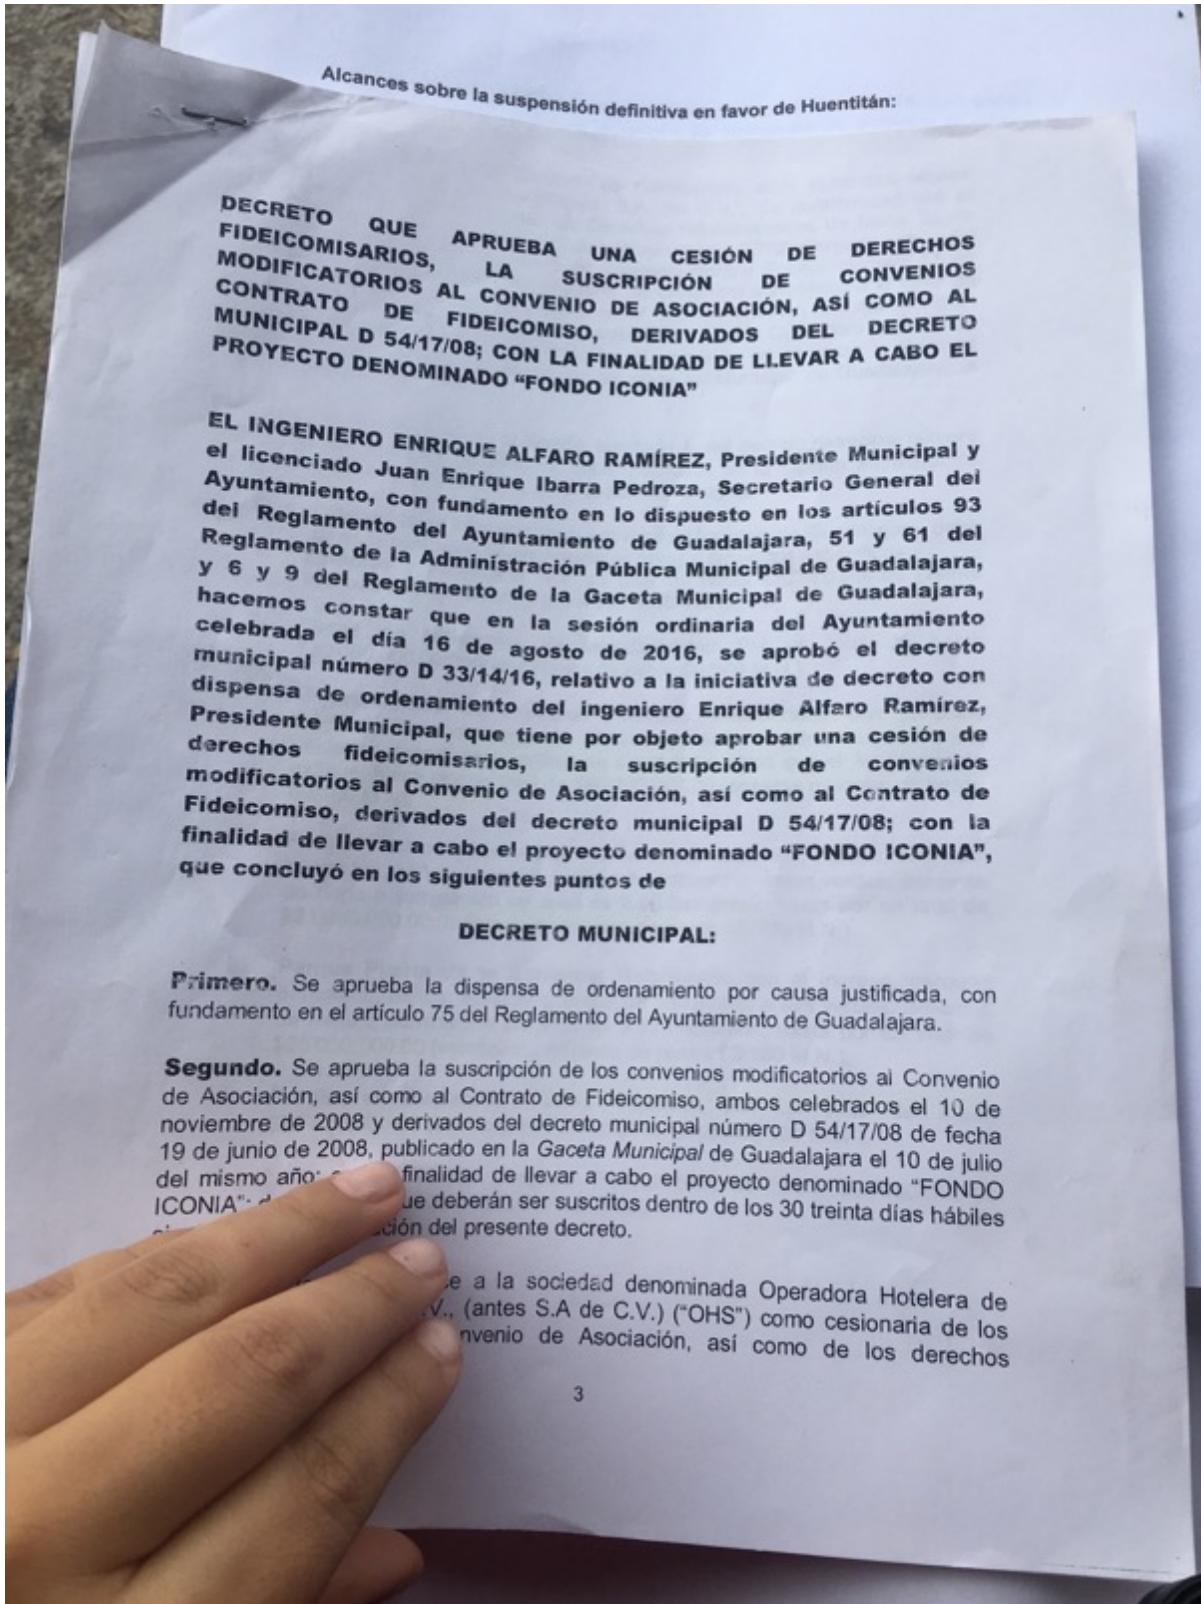 Alcances sobre la suspensión definitiva en favor de Huentitán:
DECRETO QUE APRUEBA UNA CESIÓN DE DERECHOS
FIDEICOMISARIOS, LA SUSCRIPCIÓN DE CONVENIOS
MODIFICATORIOS AL CONVENIO DE ASOCIACIÓN, ASÍ COMO AL
CONTRATO DE FIDEICOMISO, DERIVADOS DEL DECRETO
MUNICIPAL D 54/17/08; CON LA FINALIDAD DE LLEVAR A CABO EL
PROYECTO DENOMINADO “FONDO ICONIA”
EL INGENIERO ENRIQUE ALFARO RAMÍREZ, Presidente Municipal y
el licenciado Juan Enrique Ibarra Pedroza, Secretario General del
Ayuntamiento, con fundamento en lo dispuesto en los artículos 93
del Reglamento del Ayuntamiento de Guadalajara, 51 y 61 del
Reglamento de la Administración Pública Municipal de Guadalajara,
y 6 y 9 del Reglamento de la Gaceta Municipal de Guadalajara,
hacemos constar que en la sesión ordinaria del Ayuntamiento
celebrada el día 16 de agosto de 2016, se aprobó el decreto
municipal número D 33/14/16, relativo a la iniciativa de decreto con
dispensa de ordenamiento del ingeniero Enrique Alfaro Ramírez,
Presidente Municipal, que tiene por objeto aprobar una cesión de
derechos fideicomisarios, la suscripción de convenios
modificatorios al Convenio de Asociación, así como al Contrato de
Fideicomiso, derivados del decreto municipal D 54/17/08; con la
finalidad de llevar a cabo el proyecto denominado “FONDO ICONIA”,
que concluyó en los siguientes puntos de
DECRETO MUNICIPAL:
Primero. Se aprueba la dispensa de ordenamiento por causa justificada, con
fundamento en el artículo 75 del Reglamento del Ayuntamiento de Guadalajara.
Segundo. Se aprueba la suscripción de los convenios modificatorios al Convenio
de Asociación, así como al Contrato de Fideicomiso, ambos celebrados el 10 de
noviembre de 2008 y derivados del decreto municipal número D 54/17/08 de fecha
19 de junio de 2008, publicado en la Gaceta Municipal de Guadalajara el 10 de julio
del mismo año; finalidad de llevar a cabo el proyecto denominado “FONDO
ICONIA”; deberán ser suscritos dentro de los 30 treinta días hábiles
del presente decreto.
a la sociedad denominada Operadora Hotelera de
(antes S.A de C.V.) (“OHS”) como cesionaria de los
de Asociación, así como de los derechos
3